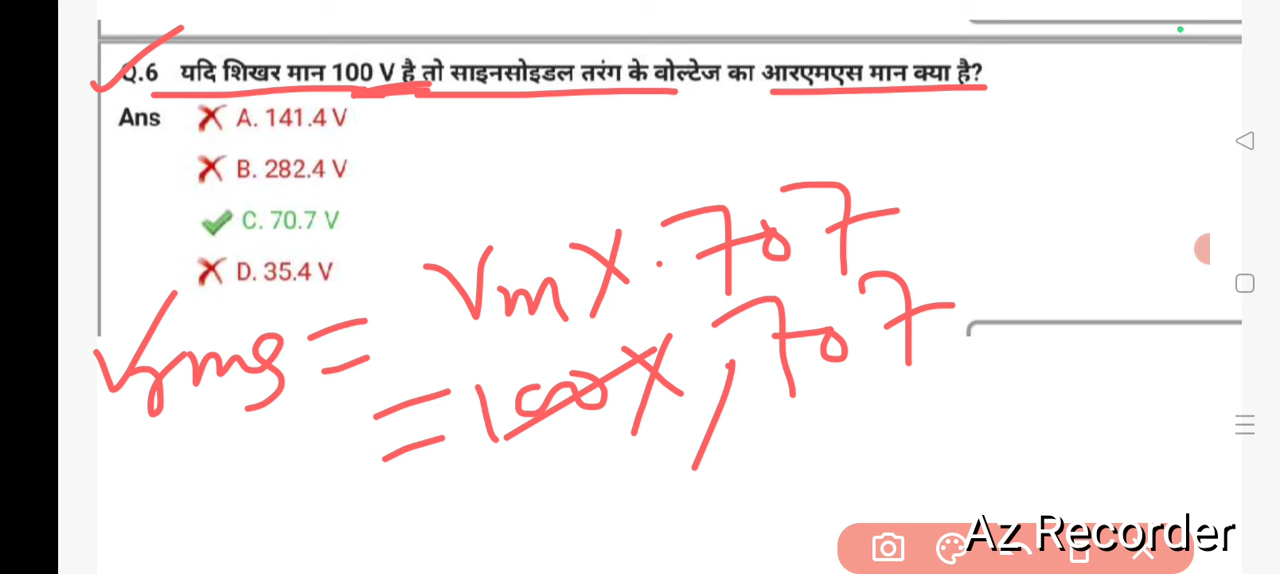 Q.6 यदि शिखर मान 100 V है तो साइनसोइडल तरंग के वोल्टेज का आरएमएस मान क्या है?
Ans A. 141.4 V
B. 282.4 V
C. 70.7 V
D. 35.4 V
Vrms = Vm X .707
= 100 X .707
Az Recorder